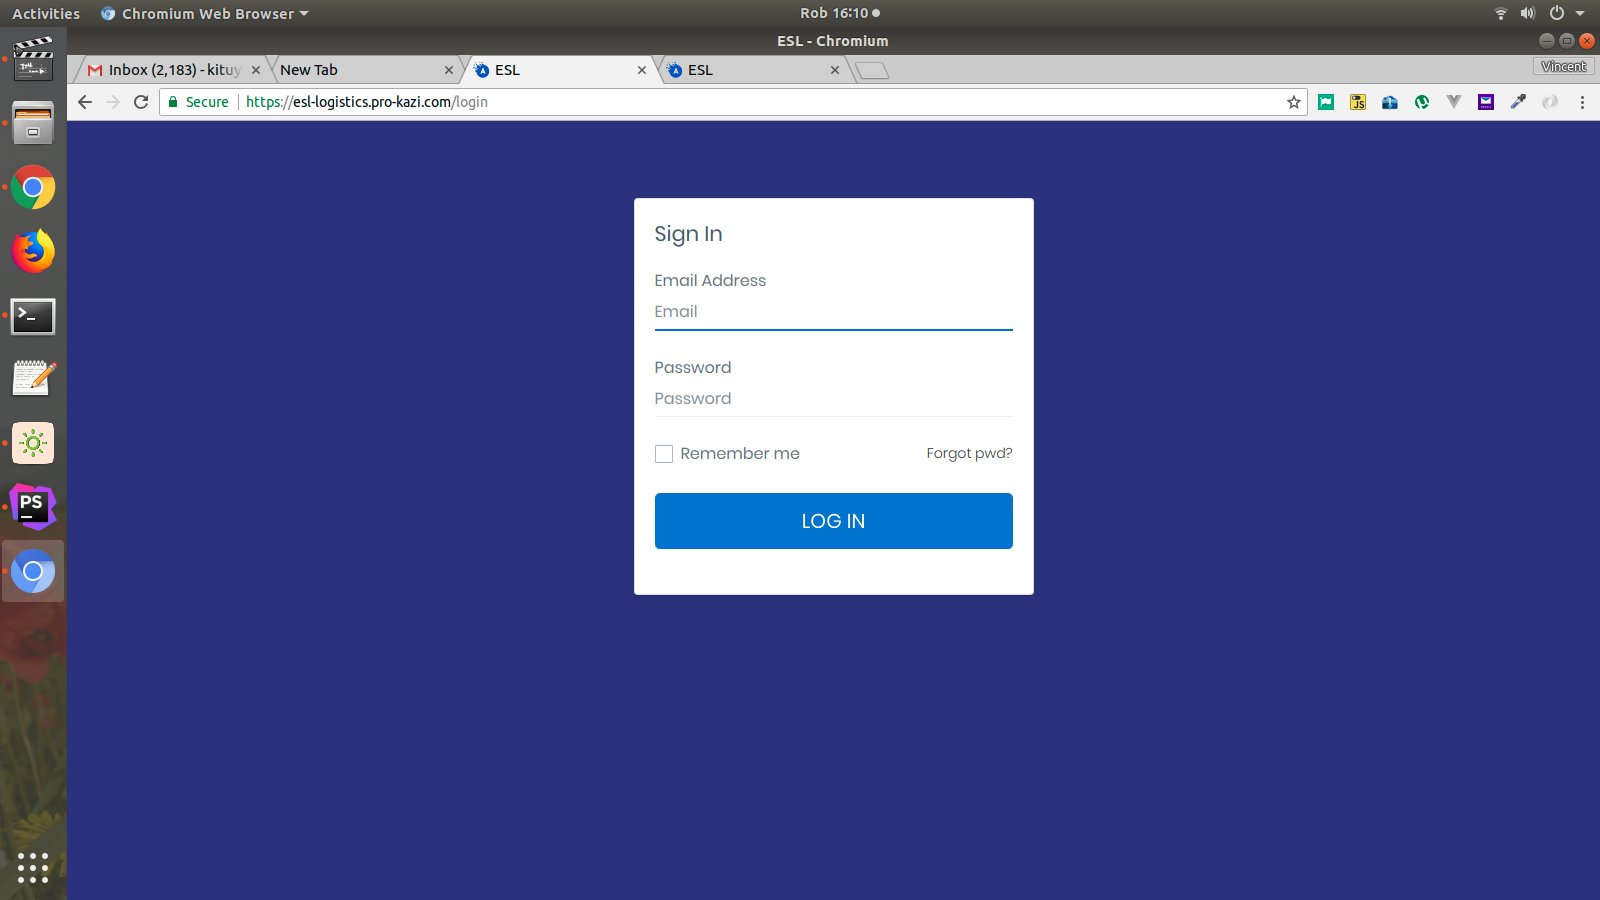 Activities Chromium Web Browser Rob 16:10
ESL - Chromium
Inbox (2,183) - kituy New Tab ESL ESL Vincent
Secure https://esl-logistics.pro-kazi.com/login
JS
PS
Sign In
Email Address
Email
Password
Password
Remember me Forgot pwd?
LOG IN